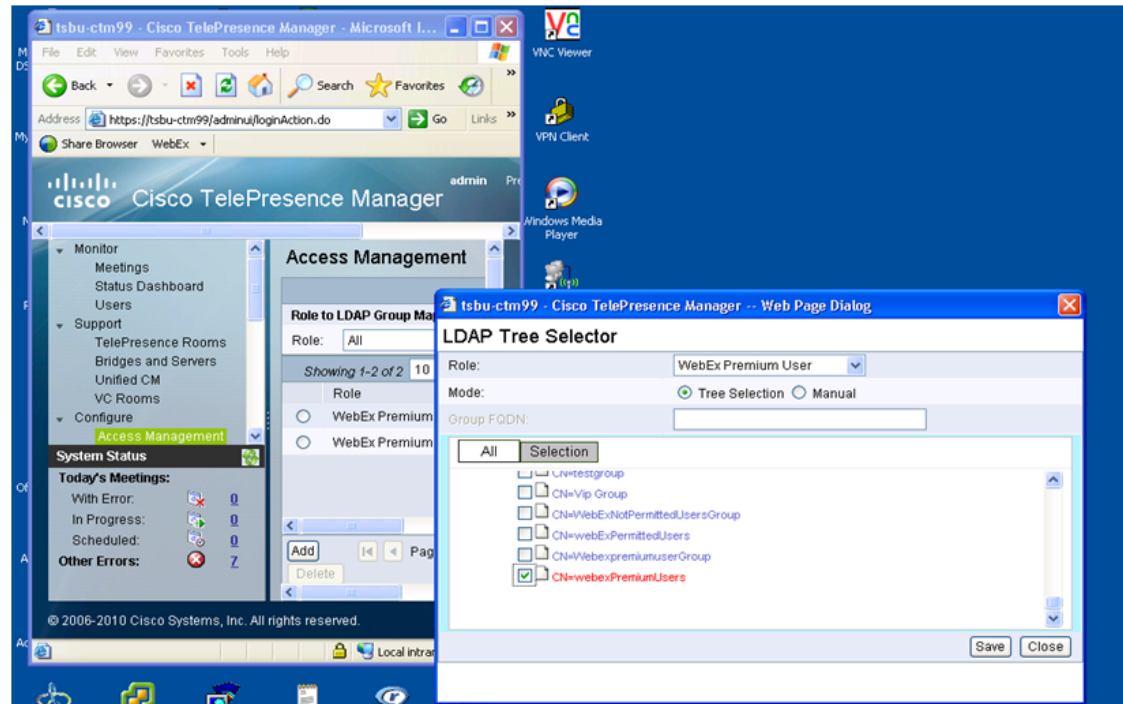 tsbu-ctm99 - Cisco TelePresence Manager - Microsoft I...
File Edit View Favorites Tools Help
Back Search Favorites »
Address https://tsbu-ctm99/adminui/loginAction.do Go Links »
Share Browser WebEx
VNC Viewer
VPN Client
Windows Media Player
cisco Cisco TelePresence Manager
admin Pre
Monitor
Meetings
Status Dashboard
Users
Support
TelePresence Rooms
Bridges and Servers
Unified CM
VC Rooms
Configure
Access Management
System Status
Today's Meetings:
With Error: 0
In Progress: 0
Scheduled: 0
Other Errors: 7
Access Management
Role to LDAP Group Ma
Role: All
Showing 1-2 of 2 10
Role
WebEx Premium
WebEx Premium
Add Pag
Delete
© 2006-2010 Cisco Systems, Inc. All rights reserved.
Local intra
tsbu-ctm99 - Cisco TelePresence Manager -- Web Page Dialog
LDAP Tree Selector
Role: WebEx Premium User
Mode: Tree Selection Manual
Group FQDN:
All Selection
CN=testgroup
CN=Vip Group
CN=WebExNotPermittedUsersGroup
CN=webExPermittedUsers
CN=WebexpremiumuserGroup
CN=webexPremiumUsers
Save Close